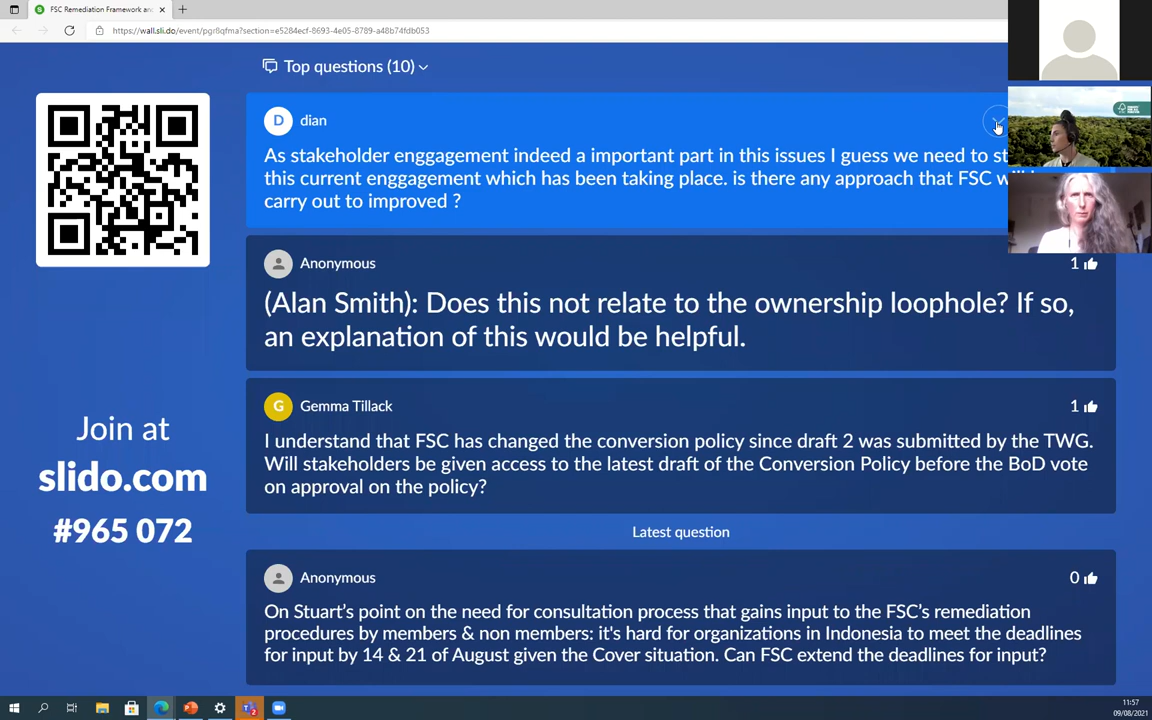 FSC Remediation Framework an
https://wall.sli.do/event/pgr8qfma?section=e5284ecf-8693-4e05-8789-a48b74fdb053
Top questions (10)
D
dian
As stakeholder enggagement indeed a important part in this issues I guess we need to st
this current enggagement which has been taking place. is there any approach that FSC w
carry out to improved ?
Anonymous
1
(Alan Smith): Does this not relate to the ownership loophole? If so,
an explanation of this would be helpful.
G
Gemma Tillack
1
I understand that FSC has changed the conversion policy since draft 2 was submitted by the TWG.
Will stakeholders be given access to the latest draft of the Conversion Policy before the BoD vote
on approval on the policy?
Join at
slido.com
#965 072
Latest question
Anonymous
0
On Stuart's point on the need for consultation process that gains input to the FSC's remediation
procedures by members & non members: it's hard for organizations in Indonesia to meet the deadlines
for input by 14 & 21 of August given the Cover situation. Can FSC extend the deadlines for input?
11:57
09/08/2021